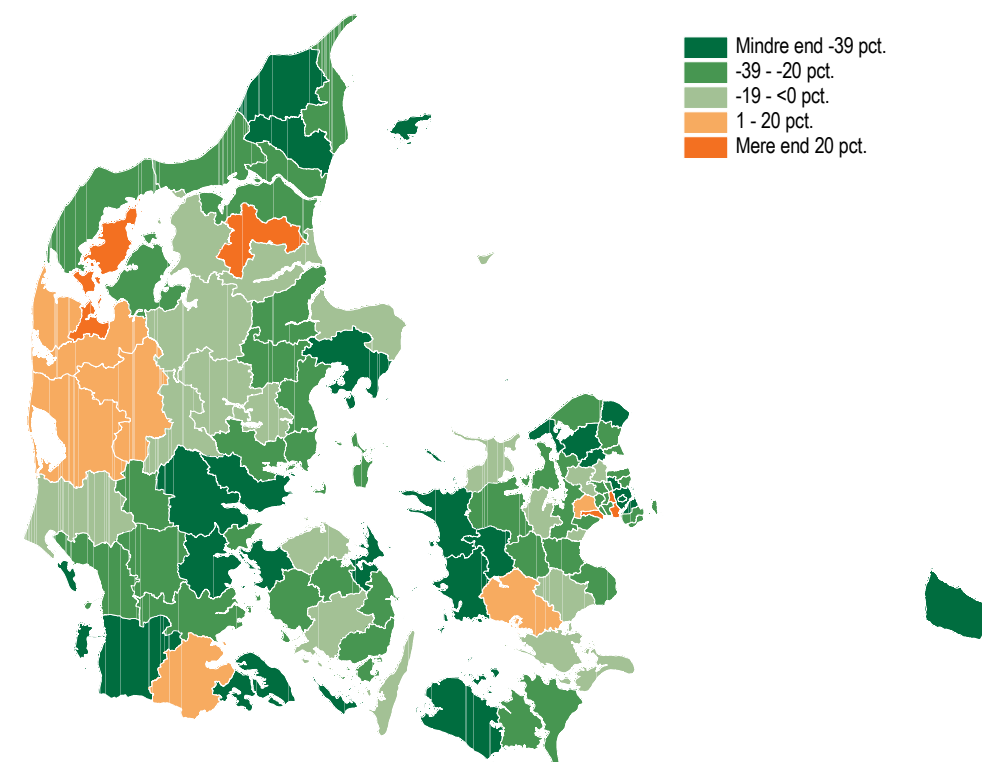 Mindre end -39 pct.
-39 - -20 pct.
-19 - <0 pct.
1 - 20 pct.
Mere end 20 pct.